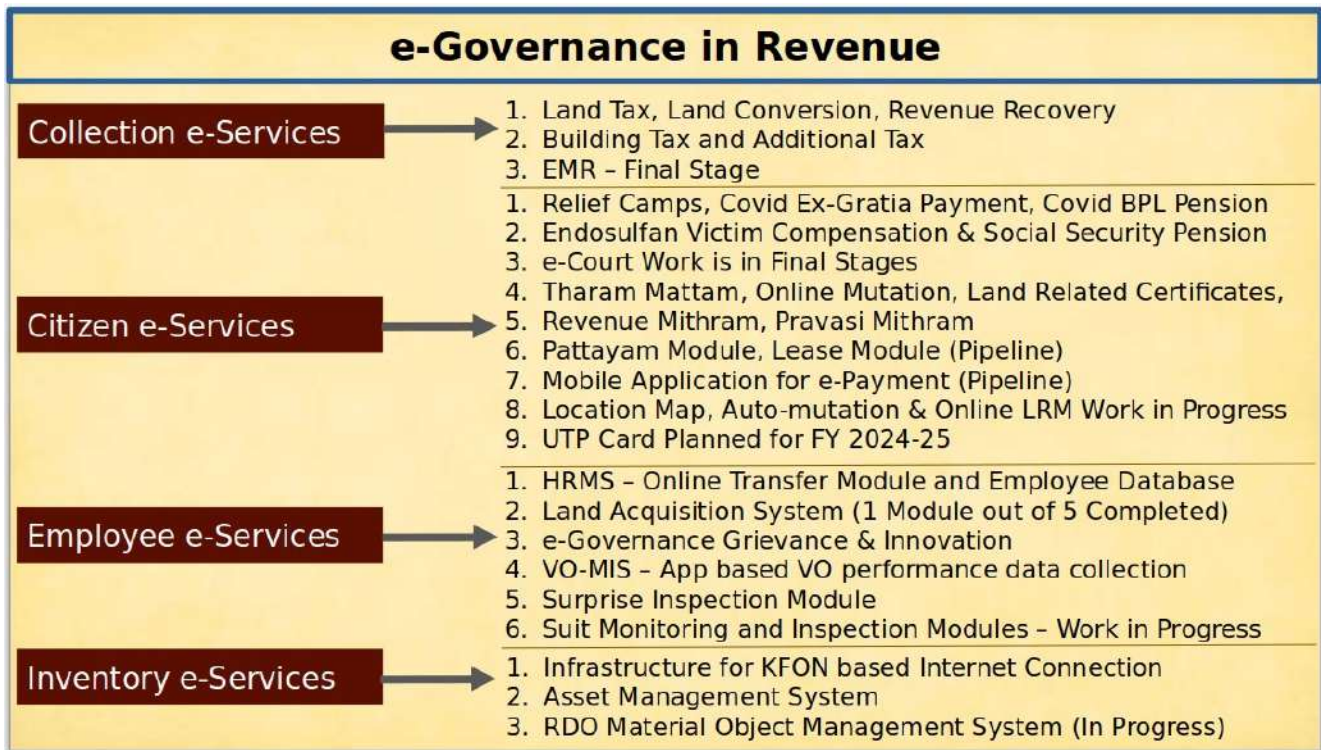 e-Governance in Revenue
Collection e-Services
1. Land Tax, Land Conversion, Revenue Recovery
2. Building Tax and Additional Tax
3. EMR – Final Stage
Citizen e-Services
1. Relief Camps, Covid Ex-Gratia Payment, Covid BPL Pension
2. Endosulfan Victim Compensation & Social Security Pension
3. e-Court Work is in Final Stages
4. Tharam Mattam, Online Mutation, Land Related Certificates,
5. Revenue Mithram, Pravasi Mithram
6. Pattayam Module, Lease Module (Pipeline)
7. Mobile Application for e-Payment (Pipeline)
8. Location Map, Auto-mutation & Online LRM Work in Progress
9. UTP Card Planned for FY 2024-25
Employee e-Services
1. HRMS – Online Transfer Module and Employee Database
2. Land Acquisition System (1 Module out of 5 Completed)
3. e-Governance Grievance & Innovation
4. VO-MIS – App based VO performance data collection
5. Surprise Inspection Module
6. Suit Monitoring and Inspection Modules – Work in Progress
Inventory e-Services
1. Infrastructure for KFON based Internet Connection
2. Asset Management System
3. RDO Material Object Management System (In Progress)